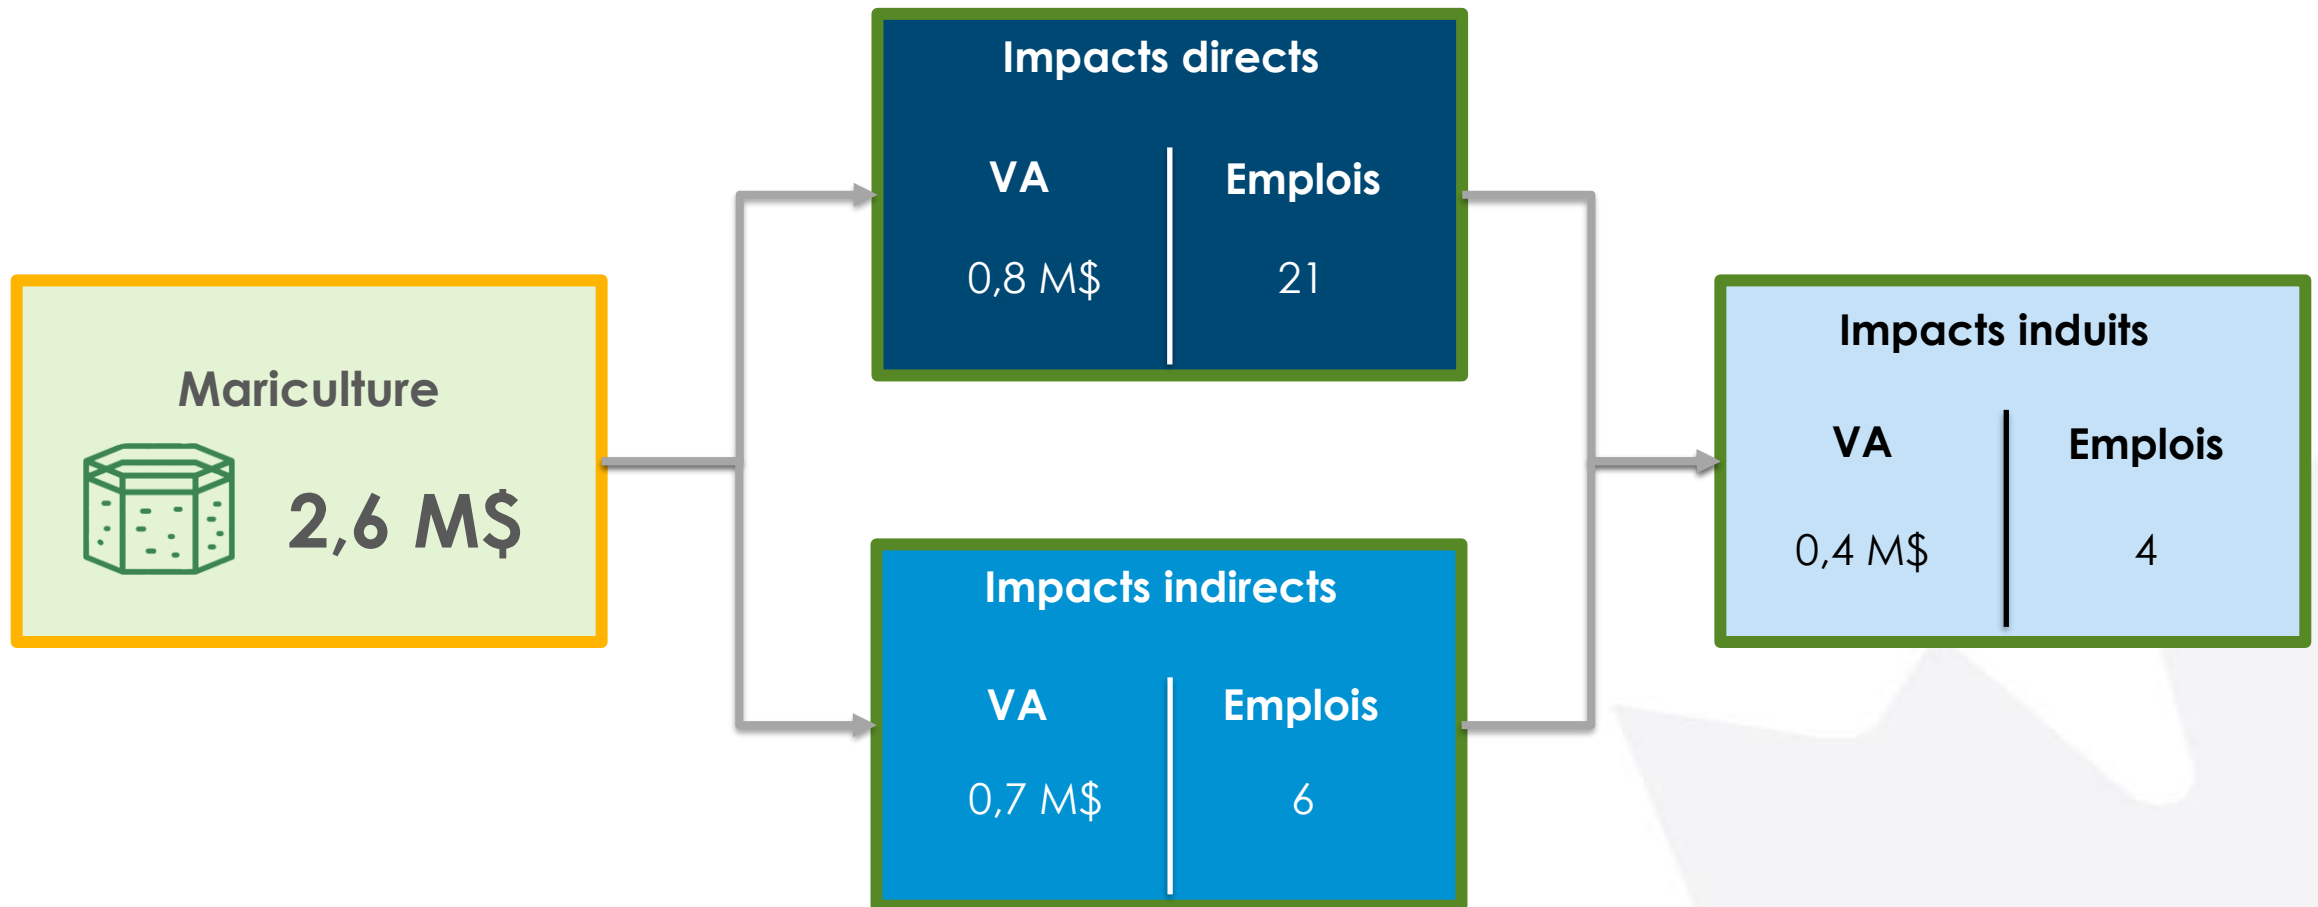 Mariculture
2,6 M$
Impacts directs
VA Emplois
0,8 M$ 21
Impacts indirects
VA Emplois
0,7 M$ 6
Impacts induits
VA Emplois
0,4 M$ 4